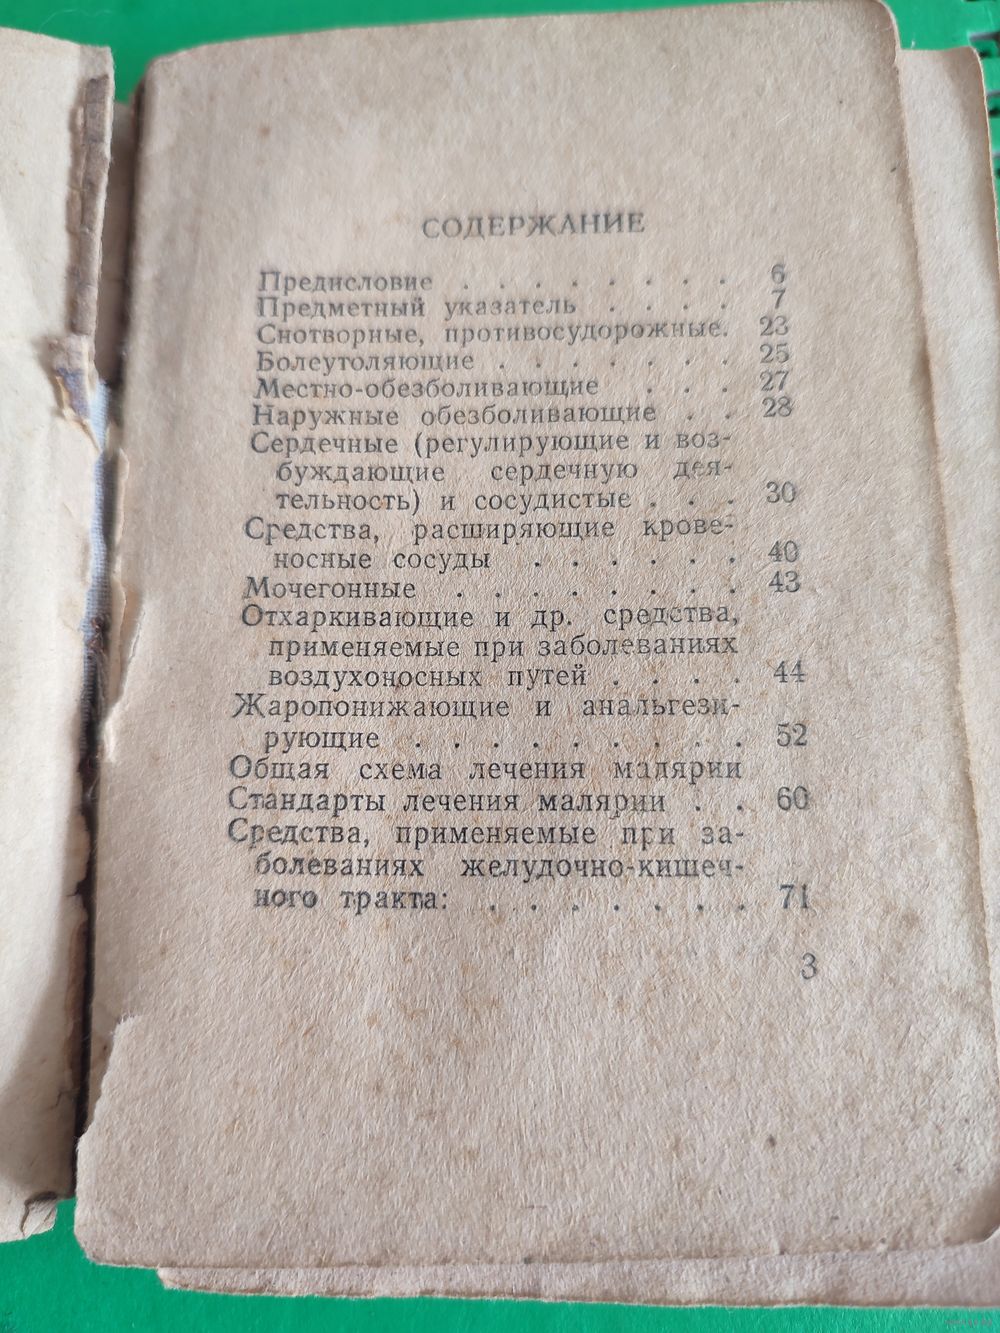 СОДЕРЖАНИЕ
Предисловие . . . . . . . . 6
Предметный указатель . . . . 7
Снотворные, противосудорожные. 23
Болеутоляющие . . . . . . . 25
Местно-обезболивающие . . . 27
Наружные обезболивающие . . 28
Сердечные (регулирующие и воз-
буждающие сердечную дея-
тельность) и сосудистые . . . 30
Средства, расширяющие крове-
носные сосуды . . . . . . 40
Мочегонные . . . . . . . . 43
Отхаркивающие и др. средства,
применяемые при заболеваниях
воздухоносных путей . . . . 44
Жаропонижающие и анальгези-
рующие . . . . . . . . . 52
Общая схема лечения малярии
Стандарты лечения малярии . . 60
Средства, применяемые при за-
болеваниях желудочно-кишеч-
ного тракта: . . . . . . . 71
3